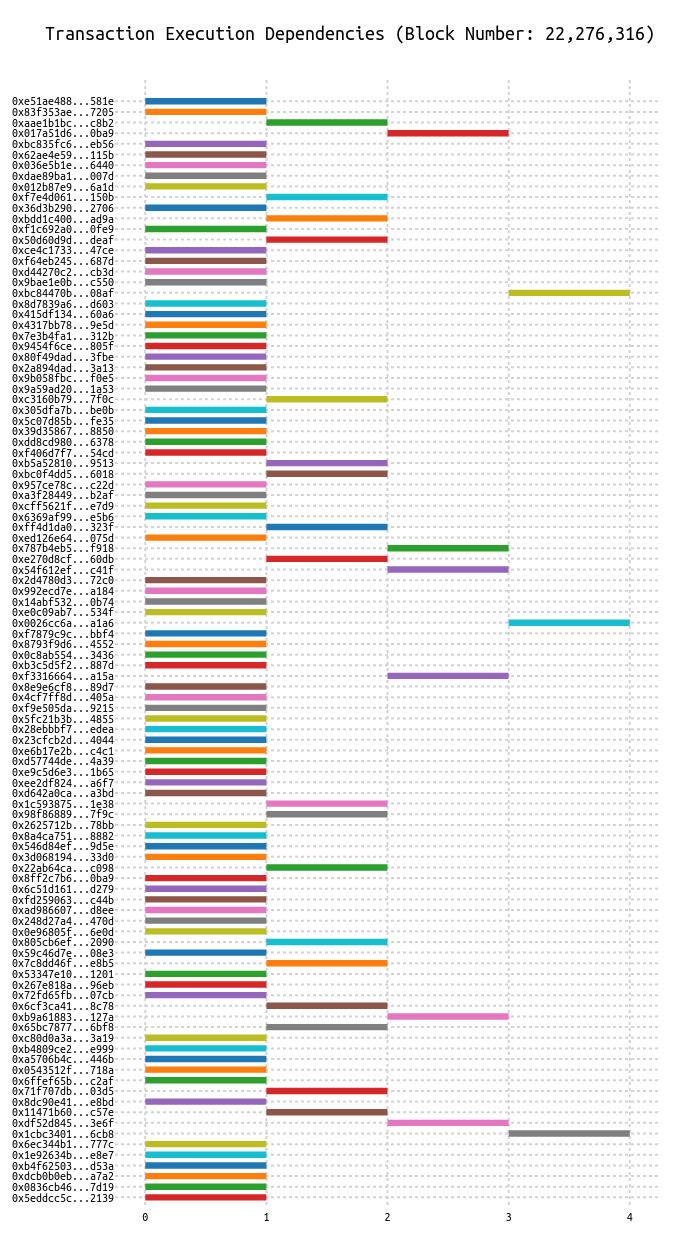 Transaction Execution Dependencies (Block Number: 22,276,316)
0xe51ae488...581e
0x83f353ae...7205
0xaae1b1bc...c8b2
0x017a51d6...0ba9
0xbc835fc6...eb56
0x62ae4e59...115b
0x036e5b1e...6440
0xdae89ba1...007d
0x012b87e9...6a1d
0xf7e4d061...150b
0x36d3b290...2706
0xbdd1c400...ad9a
0xf1c692a0...0fe9
0x50d60d9d...deaf
0xce4c1733...47ce
0xf64eb245...687d
0xd44270c2...cb3d
0x9bae1e0b...c550
0xbc84470b...08af
0x8d7839a6...d603
0x415df134...60a6
0x4317bb78...9e5d
0x7e3b4fa1...312b
0x9454f6ce...805f
0x80f49dad...3fbe
0x2a894dad...3a13
0x9b058fbc...f0e5
0x9a59ad20...1a53
0xc3160b79...7f0c
0x305dfa7b...be0b
0x5c07d85b...fe35
0x39d35867...8850
0xdd8cd980...6378
0xf406d7f7...54cd
0xb5a52810...9513
0xbc0f4dd5...6018
0x957ce78c...c22d
0xa3f28449...b2af
0xcff5621f...e7d9
0x6369af99...e5b6
0xff4d1da0...323f
0xed126e64...075d
0x787b4eb5...f918
0xe270d8cf...60db
0x54f612ef...c41f
0x2d4780d3...72c0
0x992ecd7e...a184
0x14abf532...0b74
0xe0c09ab7...534f
0x0026cc6a...a1a6
0xf7879c9c...bbf4
0x8793f9d6...4552
0x0c8ab554...3436
0xb3c5d5f2...887d
0xf3316664...a15a
0x8e9e6cf8...89d7
0x4cf7ff8d...405a
0xf9e505da...9215
0x5fc21b3b...4855
0x28ebbbf7...edea
0x23cfcb2d...4044
0xe6b17e2b...c4c1
0xd57744de...4a39
0xe9c5d6e3...1b65
0xee2df824...a6f7
0xd642a0ca...a3bd
0x1c593875...1e38
0x98f86889...7f9c
0x2625712b...78bb
0x8a4ca751...8882
0x546d84ef...9d5e
0x3d068194...33d0
0x22ab64ca...c098
0x8ff2c7b6...0ba9
0x6c51d161...d279
0xfd259063...c44b
0xad986607...d8ee
0x248d27a4...470d
0x0e96805f...6e0d
0x805cb6ef...2090
0x59c46d7e...08e3
0x7c8dd46f...e8b5
0x53347e10...1201
0x267e818a...96eb
0x72fd65fb...07cb
0x6cf3ca41...8c78
0xb9a61883...127a
0x65bc7877...6bf8
0xc80d0a3a...3a19
0xb4809ce2...e999
0xa5706b4c...446b
0x0543512f...718a
0x6ffef65b...c2af
0x71f707db...03d5
0x8dc90e41...e8bd
0x11471b60...c57e
0xdf52d845...3e6f
0x1cbc3401...6cb8
0x6ec344b1...777c
0x1e92634b...e8e7
0xb4f62503...d53a
0xdcb0b0eb...a7a2
0x0836cb46...7d19
0x5eddcc5c...2139
0 1 2 3 4